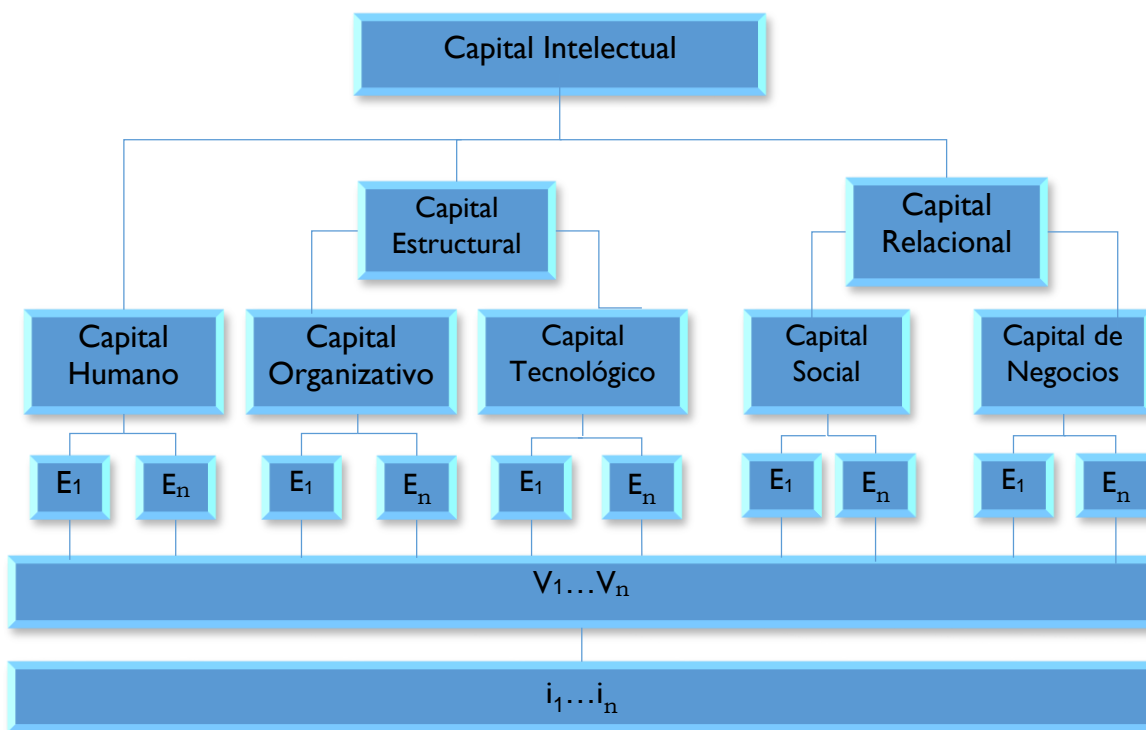 Capital Intelectual
Capital
Estructural
Capital
Relacional
Capital
Humano
Capital
Organizativo
Capital
Tecnológico
Capital
Social
Capital de
Negocios
E₁
Eₙ
E₁
Eₙ
E₁
Eₙ
E₁
Eₙ
E₁
Eₙ
V₁…Vₙ
i₁…iₙ